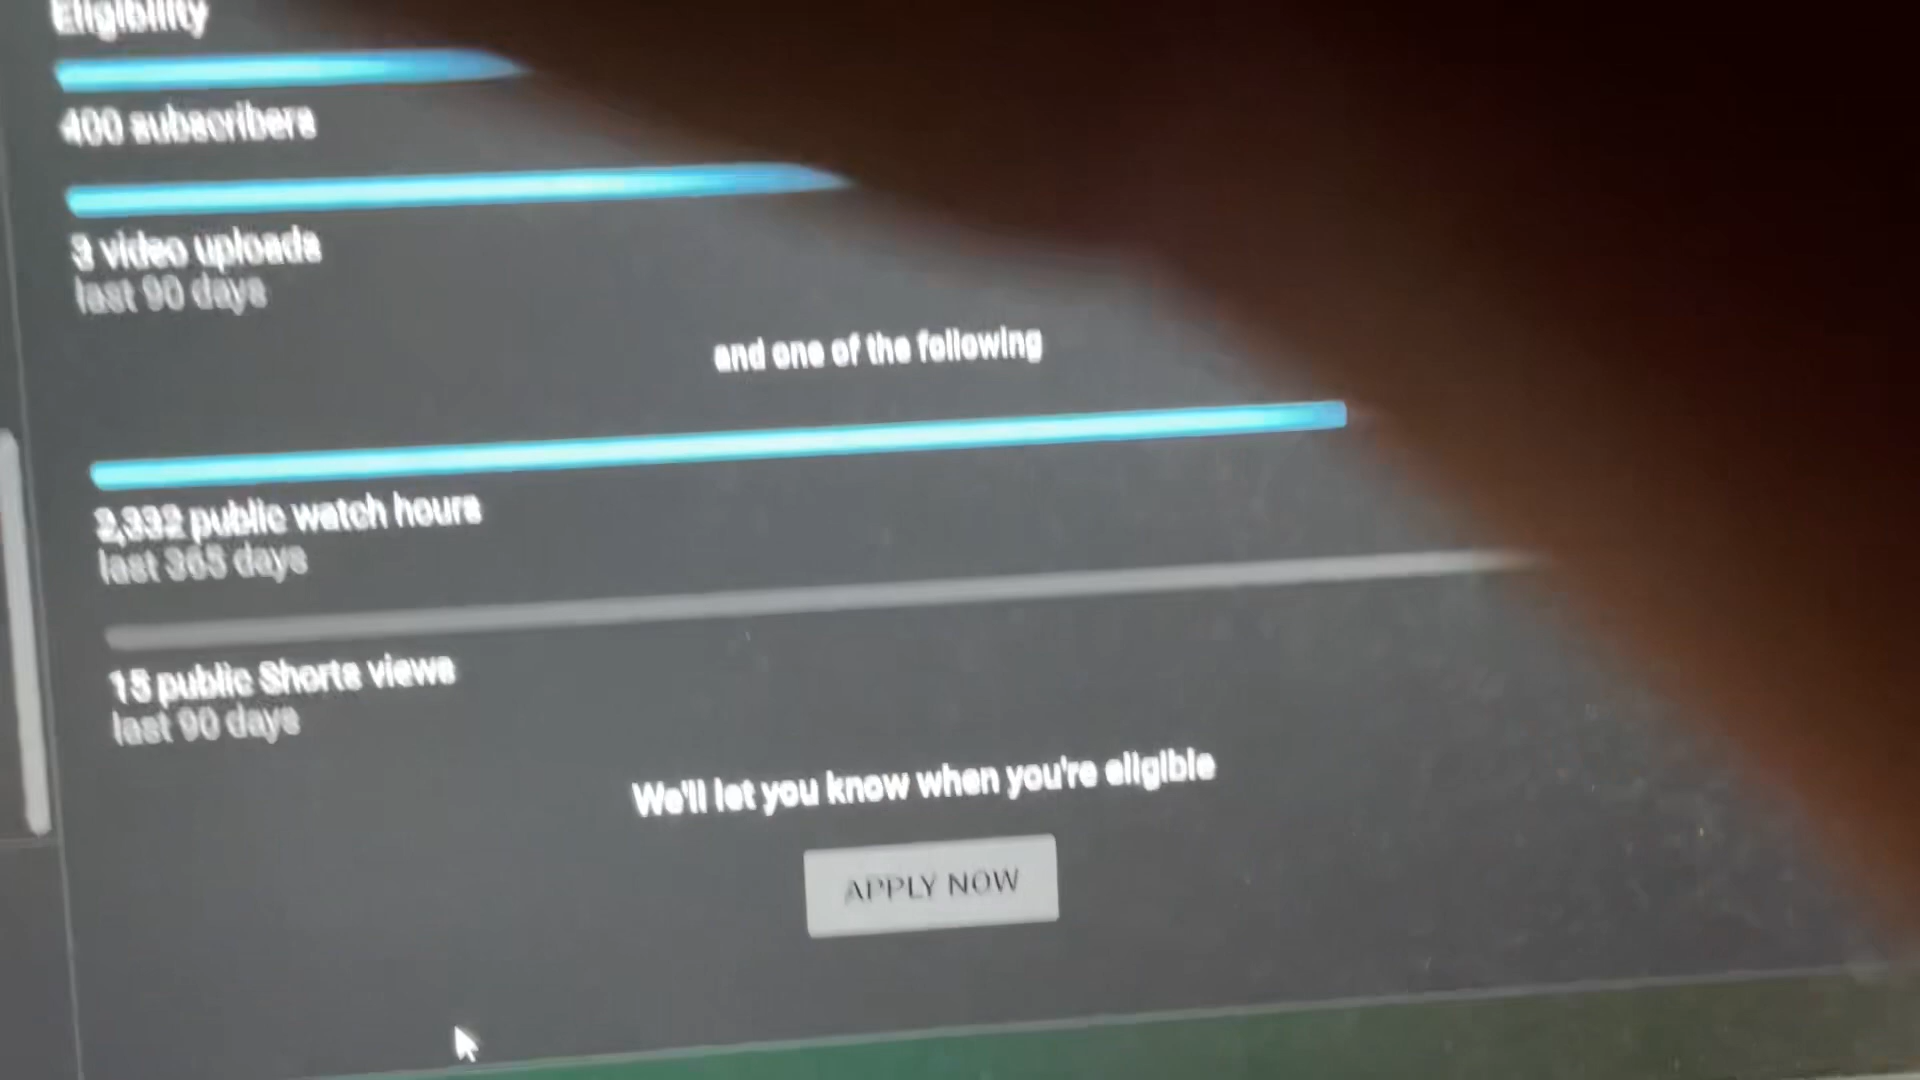 Eligibility
400 subscribers
3 video uploads
last 90 days
and one of the following
2,332 public watch hours
last 365 days
15 public Shorts views
last 90 days
We'll let you know when you're eligible
APPLY NOW